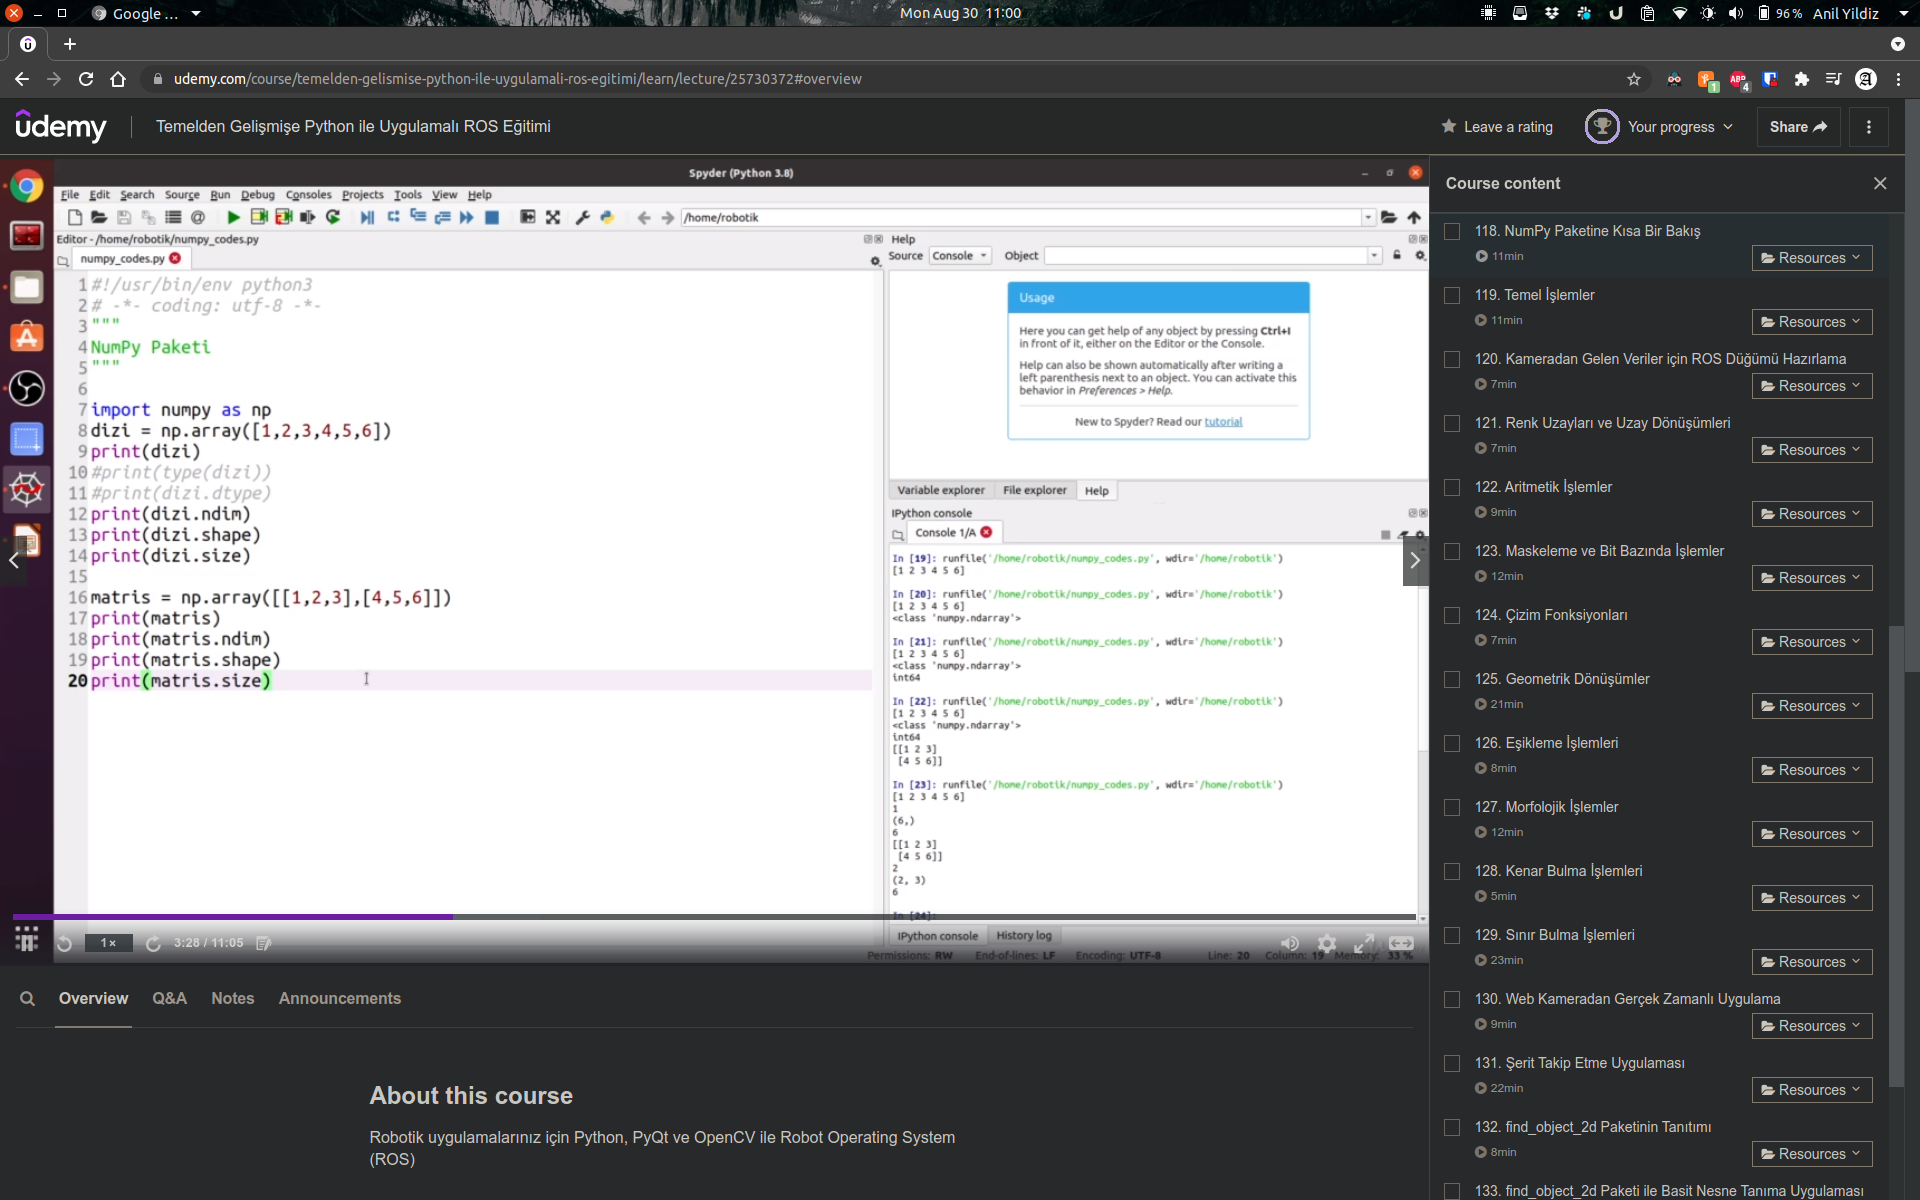 Google ...
Mon Aug 30 11:00
96 %
Anil Yildiz
udemy.com/course/temelden-gelismise-python-ile-uygulamali-ros-egitimi/learn/lecture/25730372#overview
1
ABP
4
udemy
Temelden Gelişmişe Python ile Uygulamalı ROS Eğitimi
Leave a rating
Your progress
Share
Spyder (Python 3.8)
File Edit Search Source Run Debug Consoles Projects Tools View Help
/home/robotik
Editor - /home/robotik/numpy_codes.py
numpy_codes.py
1 #!/usr/bin/env python3
2 # -*- coding: utf-8 -*-
3 """
4 NumPy Paketi
5 """
6
7 import numpy as np
8 dizi = np.array([1,2,3,4,5,6])
9 print(dizi)
10 #print(type(dizi))
11 #print(dizi.dtype)
12 print(dizi.ndim)
13 print(dizi.shape)
14 print(dizi.size)
15
16 matris = np.array([[1,2,3],[4,5,6]])
17 print(matris)
18 print(matris.ndim)
19 print(matris.shape)
20 print(matris.size)
Help
Source Console Object
Usage
Here you can get help of any object by pressing Ctrl+I
in front of it, either on the Editor or the Console.
Help can also be shown automatically after writing a
left parenthesis next to an object. You can activate this
behavior in Preferences > Help.
New to Spyder? Read our tutorial
Variable explorer File explorer Help
IPython console
Console 1/A
In [19]: runfile('/home/robotik/numpy_codes.py', wdir='/home/robotik')
[1 2 3 4 5 6]
In [20]: runfile('/home/robotik/numpy_codes.py', wdir='/home/robotik')
[1 2 3 4 5 6]
<class 'numpy.ndarray'>
In [21]: runfile('/home/robotik/numpy_codes.py', wdir='/home/robotik')
[1 2 3 4 5 6]
<class 'numpy.ndarray'>
int64
In [22]: runfile('/home/robotik/numpy_codes.py', wdir='/home/robotik')
[1 2 3 4 5 6]
<class 'numpy.ndarray'>
int64
[[1 2 3]
[4 5 6]]
In [23]: runfile('/home/robotik/numpy_codes.py', wdir='/home/robotik')
[1 2 3 4 5 6]
1
(6,)
6
[[1 2 3]
[4 5 6]]
2
(2, 3)
6
In [24]:
IPython console History log
Permissions: RW End-of-lines: LF Encoding: UTF-8 Line: 20 Column: 19 Memory: 33 %
1×
3:28 / 11:05
Overview
Q&A
Notes
Announcements
About this course
Robotik uygulamalarınız için Python, PyQt ve OpenCV ile Robot Operating System
(ROS)
Course content
118. NumPy Paketine Kısa Bir Bakış
11min
Resources
119. Temel İşlemler
11min
Resources
120. Kameradan Gelen Veriler için ROS Düğümü Hazırlama
7min
Resources
121. Renk Uzayları ve Uzay Dönüşümleri
7min
Resources
122. Aritmetik İşlemler
9min
Resources
123. Maskeleme ve Bit Bazında İşlemler
12min
Resources
124. Çizim Fonksiyonları
7min
Resources
125. Geometrik Dönüşümler
21min
Resources
126. Eşikleme İşlemleri
8min
Resources
127. Morfolojik İşlemler
12min
Resources
128. Kenar Bulma İşlemleri
5min
Resources
129. Sınır Bulma İşlemleri
23min
Resources
130. Web Kameradan Gerçek Zamanlı Uygulama
9min
Resources
131. Şerit Takip Etme Uygulaması
22min
Resources
132. find_object_2d Paketinin Tanıtımı
8min
Resources
133. find_object_2d Paketi ile Basit Nesne Tanıma Uygulaması